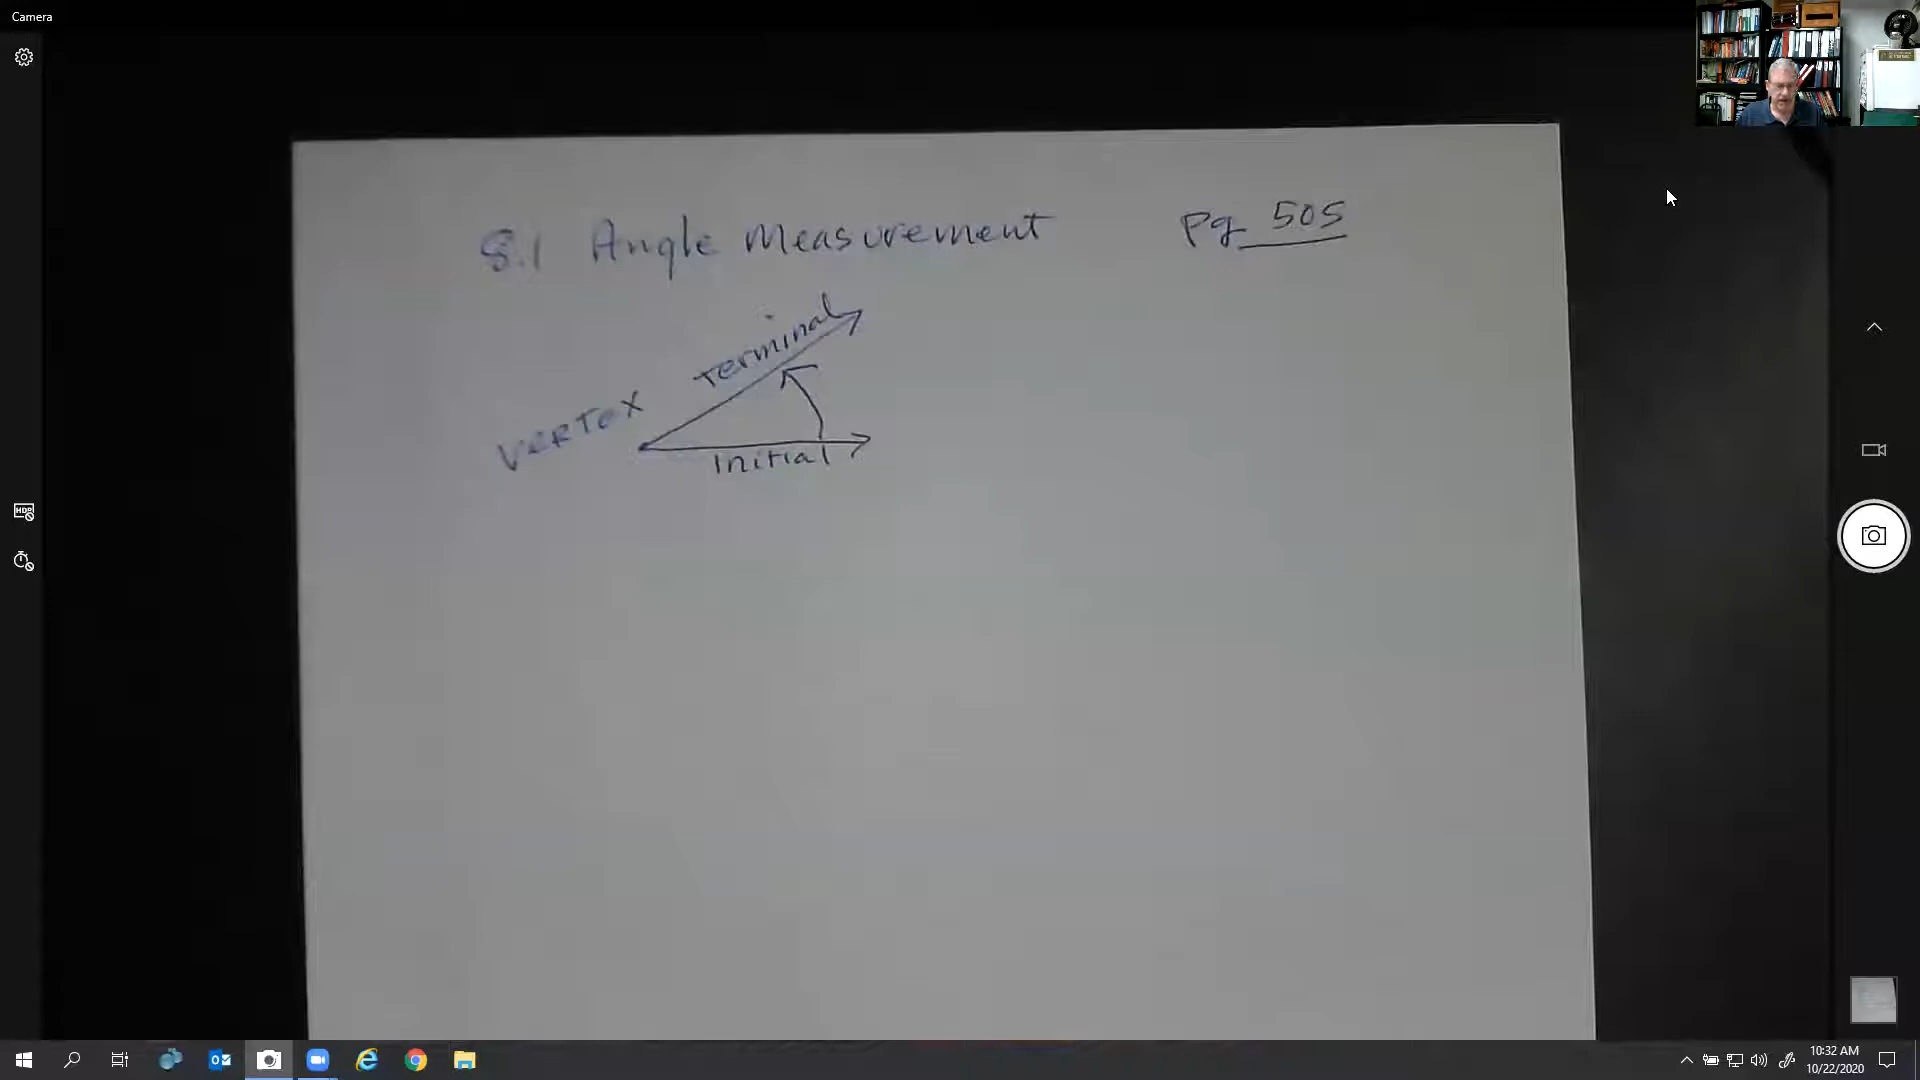 Camera
8.1 Angle Measurement pg 505
Terminal
VERTEX
Initial
10:32 AM
10/22/2020